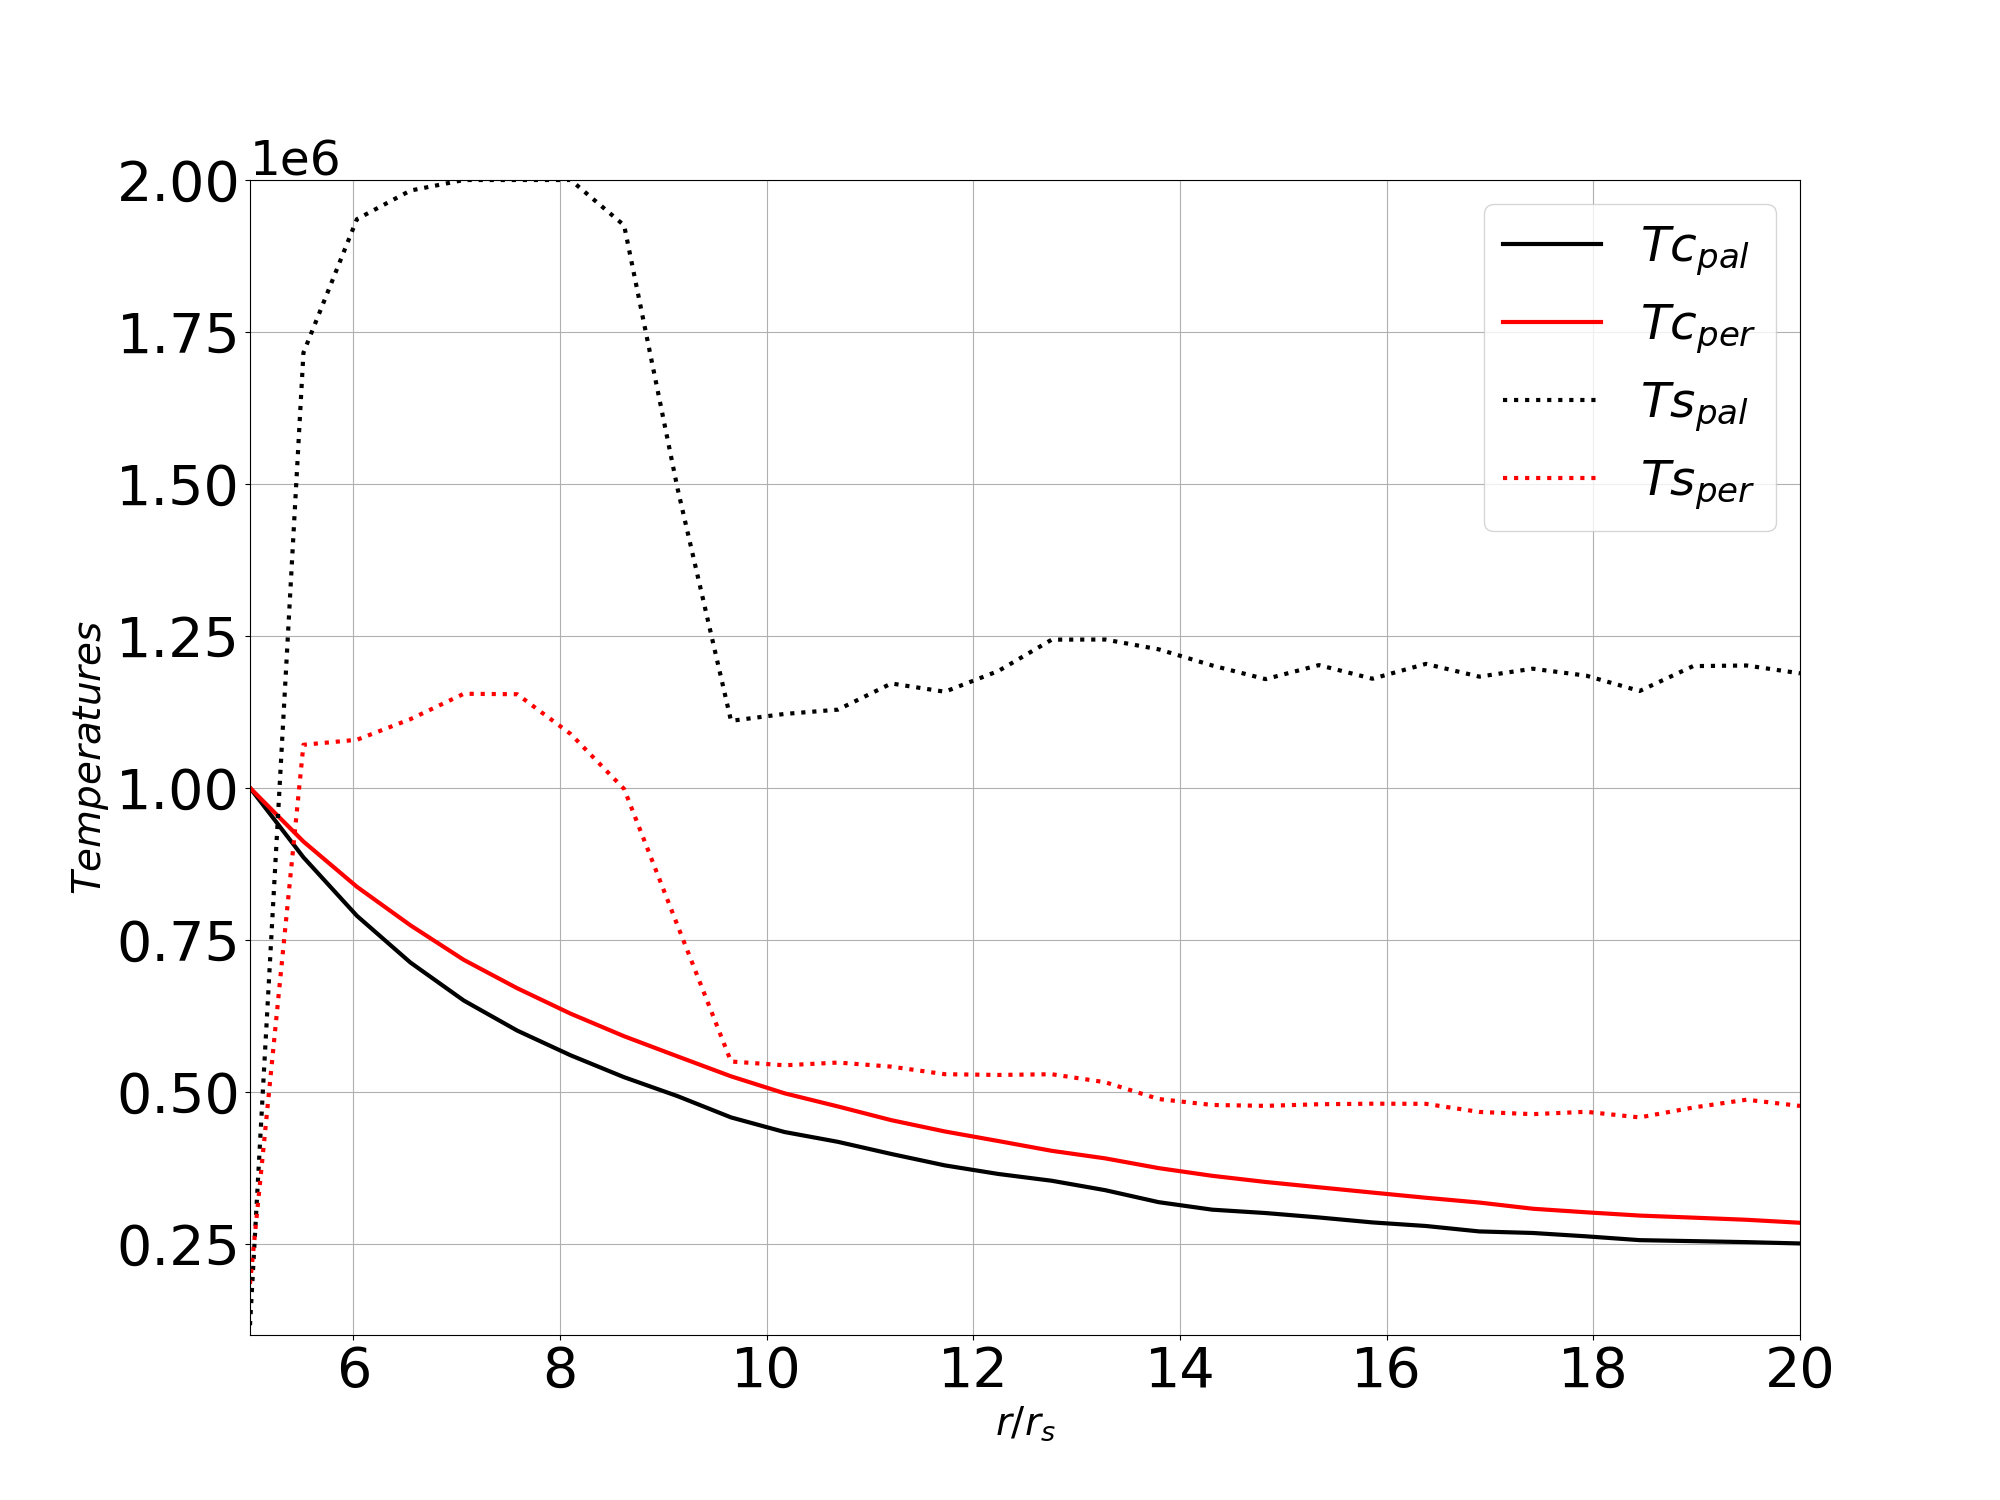 1e6
2.00
1.75
1.50
1.25
1.00
0.75
0.50
0.25
Temperatures
Tc_pal
Tc_per
Ts_pal
Ts_per
6 8 10 12 14 16 18 20
r/r_s